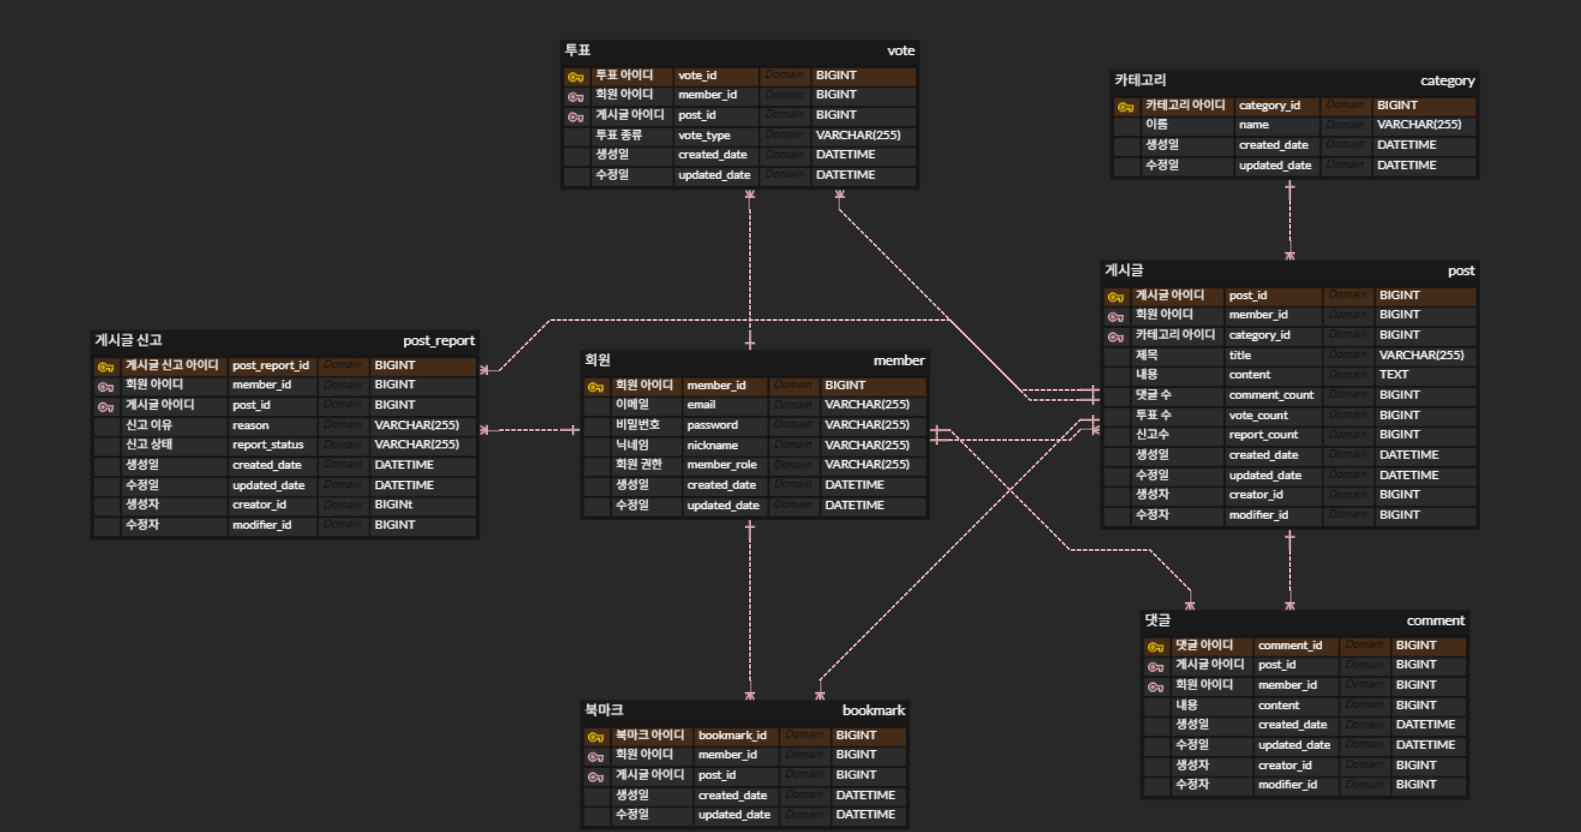 투표 vote
투표 아이디 vote_id Domain BIGINT
회원 아이디 member_id Domain BIGINT
게시글 아이디 post_id Domain BIGINT
투표 종류 vote_type Domain VARCHAR(255)
생성일 created_date Domain DATETIME
수정일 updated_date Domain DATETIME
카테고리 category
카테고리 아이디 category_id Domain BIGINT
이름 name Domain VARCHAR(255)
생성일 created_date Domain DATETIME
수정일 updated_date Domain DATETIME
게시글 post
게시글 아이디 post_id Domain BIGINT
회원 아이디 member_id Domain BIGINT
카테고리 아이디 category_id Domain BIGINT
제목 title Domain VARCHAR(255)
내용 content Domain TEXT
댓글 수 comment_count Domain BIGINT
투표 수 vote_count Domain BIGINT
신고수 report_count Domain BIGINT
생성일 created_date Domain DATETIME
수정일 updated_date Domain DATETIME
생성자 creator_id Domain BIGINT
수정자 modifier_id Domain BIGINT
게시글 신고 post_report
게시글 신고 아이디 post_report_id Domain BIGINT
회원 아이디 member_id Domain BIGINT
게시글 아이디 post_id Domain BIGINT
신고 이유 reason Domain VARCHAR(255)
신고 상태 report_status Domain VARCHAR(255)
생성일 created_date Domain DATETIME
수정일 updated_date Domain DATETIME
생성자 creator_id Domain BIGINt
수정자 modifier_id Domain BIGINT
회원 member
회원 아이디 member_id Domain BIGINT
이메일 email Domain VARCHAR(255)
비밀번호 password Domain VARCHAR(255)
닉네임 nickname Domain VARCHAR(255)
회원 권한 member_role Domain VARCHAR(255)
생성일 created_date Domain DATETIME
수정일 updated_date Domain DATETIME
댓글 comment
댓글 아이디 comment_id Domain BIGINT
게시글 아이디 post_id Domain BIGINT
회원 아이디 member_id Domain BIGINT
내용 content Domain BIGINT
생성일 created_date Domain DATETIME
수정일 updated_date Domain DATETIME
생성자 creator_id Domain BIGINT
수정자 modifier_id Domain BIGINT
북마크 bookmark
북마크 아이디 bookmark_id Domain BIGINT
회원 아이디 member_id Domain BIGINT
게시글 아이디 post_id Domain BIGINT
생성일 created_date Domain DATETIME
수정일 updated_date Domain DATETIME